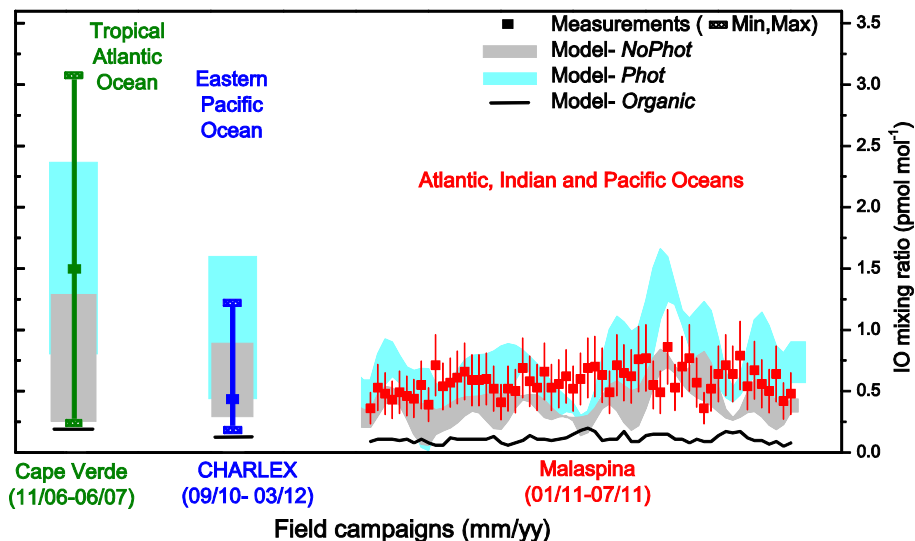 Tropical
Atlantic
Ocean
Eastern
Pacific
Ocean
Measurements ( Min,Max)
Model- NoPhot
Model- Phot
Model- Organic
Atlantic, Indian and Pacific Oceans
3.5
3.0
2.5
2.0
1.5
1.0
0.5
0.0
IO mixing ratio (pmol mol⁻¹)
Cape Verde
(11/06-06/07)
CHARLEX
(09/10- 03/12)
Malaspina
(01/11-07/11)
Field campaigns (mm/yy)